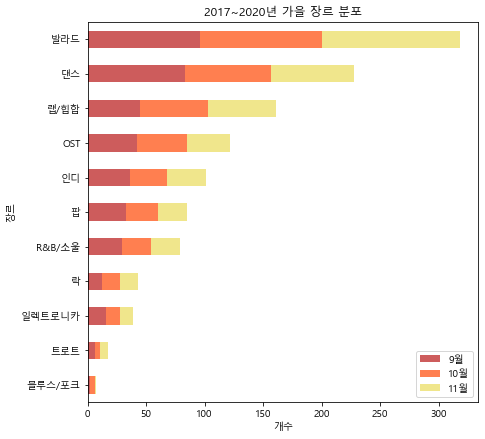 2017~2020년 가을 장르 분포
장르
발라드
댄스
랩/힙합
OST
인디
팝
R&B/소울
락
일렉트로니카
트로트
블루스/포크
0 50 100 150 200 250 300
개수
9월
10월
11월